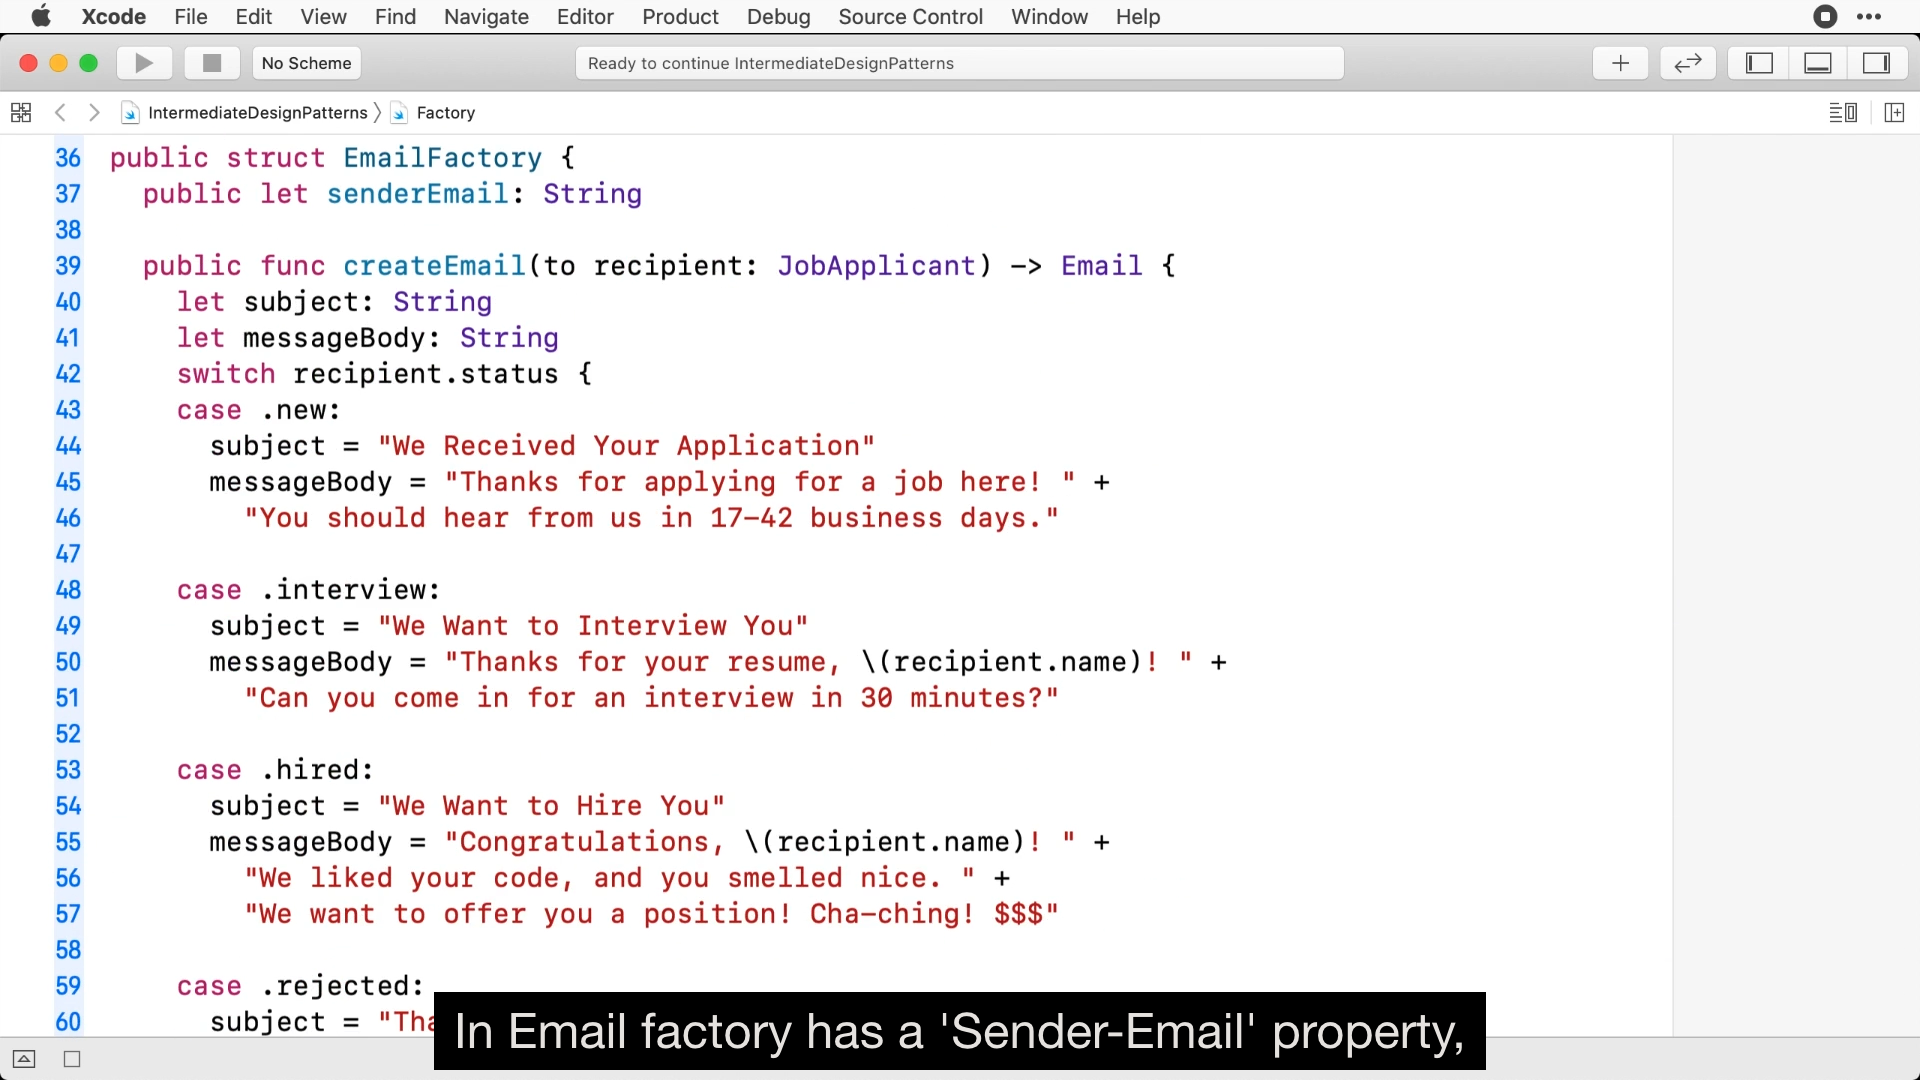 Xcode File Edit View Find Navigate Editor Product Debug Source Control Window Help
No Scheme
Ready to continue IntermediateDesignPatterns
IntermediateDesignPatterns
Factory
36 public struct EmailFactory {
37 public let senderEmail: String
38
39 public func createEmail(to recipient: JobApplicant) -> Email {
40 let subject: String
41 let messageBody: String
42 switch recipient.status {
43 case .new:
44 subject = "We Received Your Application"
45 messageBody = "Thanks for applying for a job here! " +
46 "You should hear from us in 17-42 business days."
47
48 case .interview:
49 subject = "We Want to Interview You"
50 messageBody = "Thanks for your resume, \(recipient.name)! " +
51 "Can you come in for an interview in 30 minutes?"
52
53 case .hired:
54 subject = "We Want to Hire You"
55 messageBody = "Congratulations, \(recipient.name)! " +
56 "We liked your code, and you smelled nice. " +
57 "We want to offer you a position! Cha-ching! $$$"
58
59 case .rejected:
60 subject = "Tha
In Email factory has a 'Sender-Email' property,